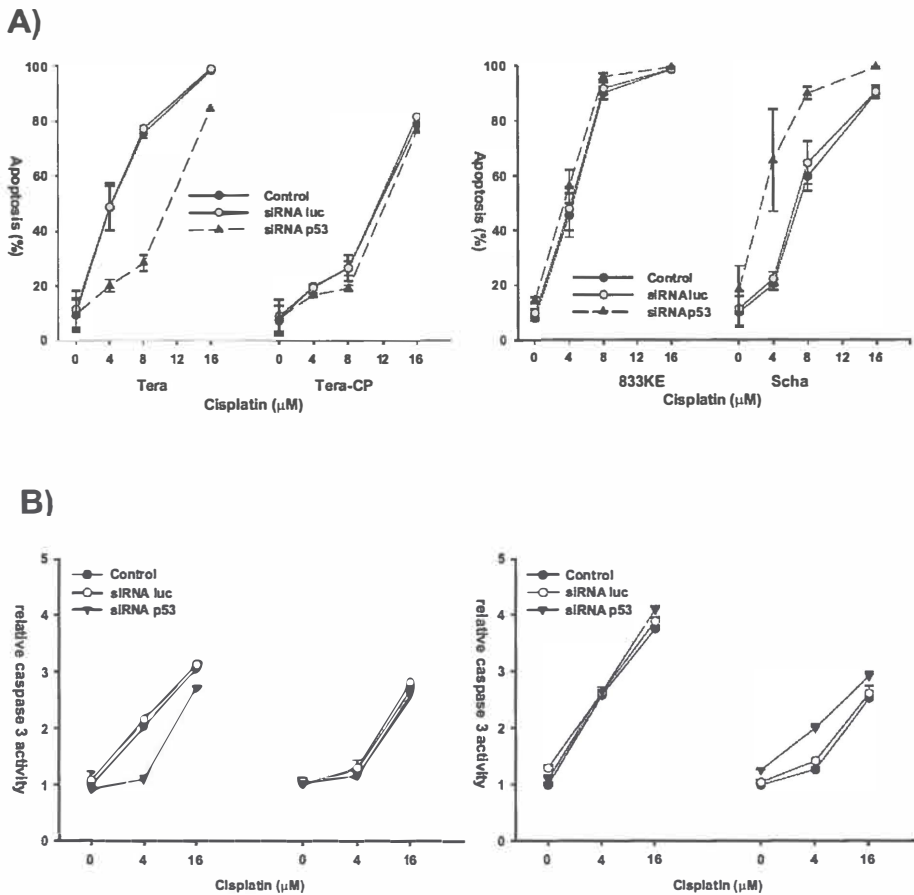 A)
100
80
60
40
20
0
Apoptosis (%)
Control
siRNA luc
siRNA p53
0 4 8 12 16 0 4 8 12 16
Tera Tera-CP
Cisplatin (μM)
100
80
60
40
20
0
Apoptosis (%)
Control
siRNAluc
siRNAp53
0 4 8 12 16 0 4 8 12 16
833KE Scha
Cisplatin (μM)
B)
5
4
3
2
1
0
relative caspase 3 activity
Control
siRNA luc
siRNA p53
0 4 16 0 4 16
Cisplatin (μM)
5
4
3
2
1
0
relative caspase 3 activity
Control
siRNA luc
siRNA p53
0 4 16 0 4 16
Cisplatin (μM)